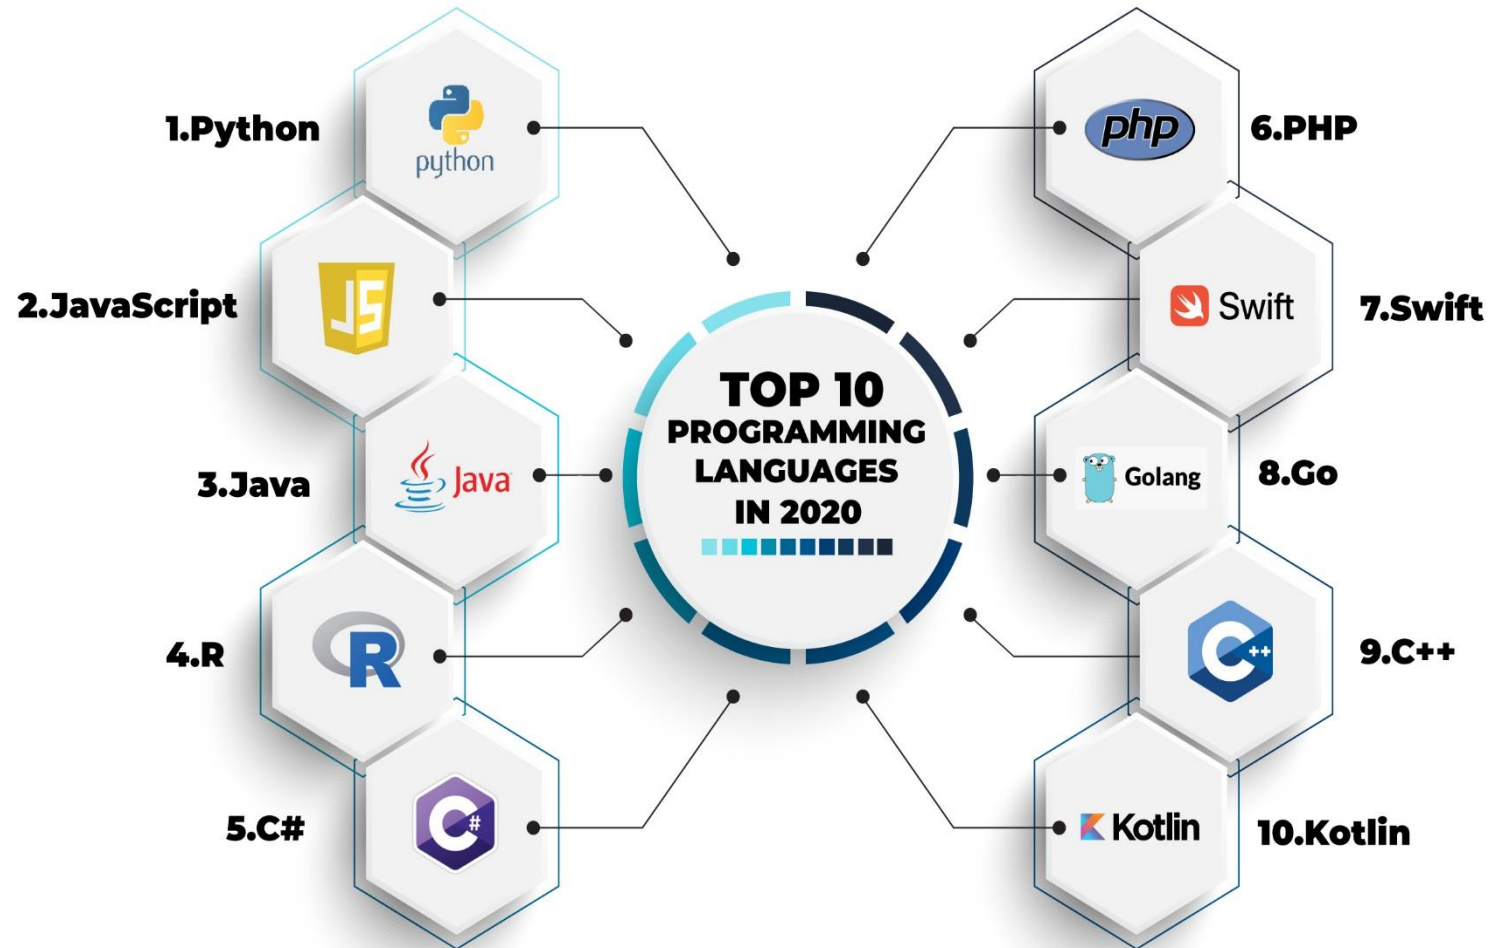 1.Python
python
2.JavaScript
JS
3.Java
Java
4.R
R
5.C#
C#
TOP 10
PROGRAMMING
LANGUAGES
IN 2020
php
6.PHP
Swift
7.Swift
Golang
8.Go
C++
9.C++
Kotlin
10.Kotlin